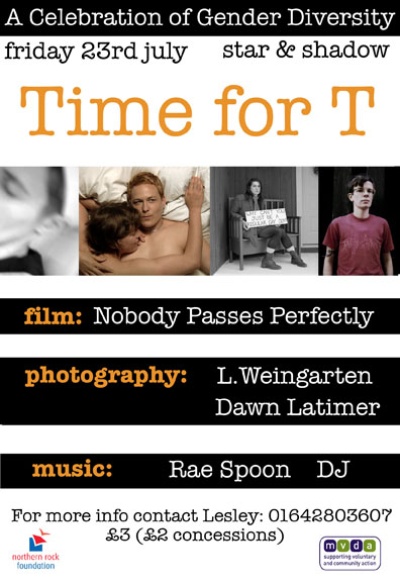 A Celebration of Gender Diversity
friday 23rd july star & shadow
Time for T
film: Nobody Passes Perfectly
photography: L.Weingarten
Dawn Latimer
music: Rae Spoon DJ
For more info contact Lesley: 01642803607
£3 (£2 concessions)
northern rock
foundation
mvda
supporting voluntary
and community action